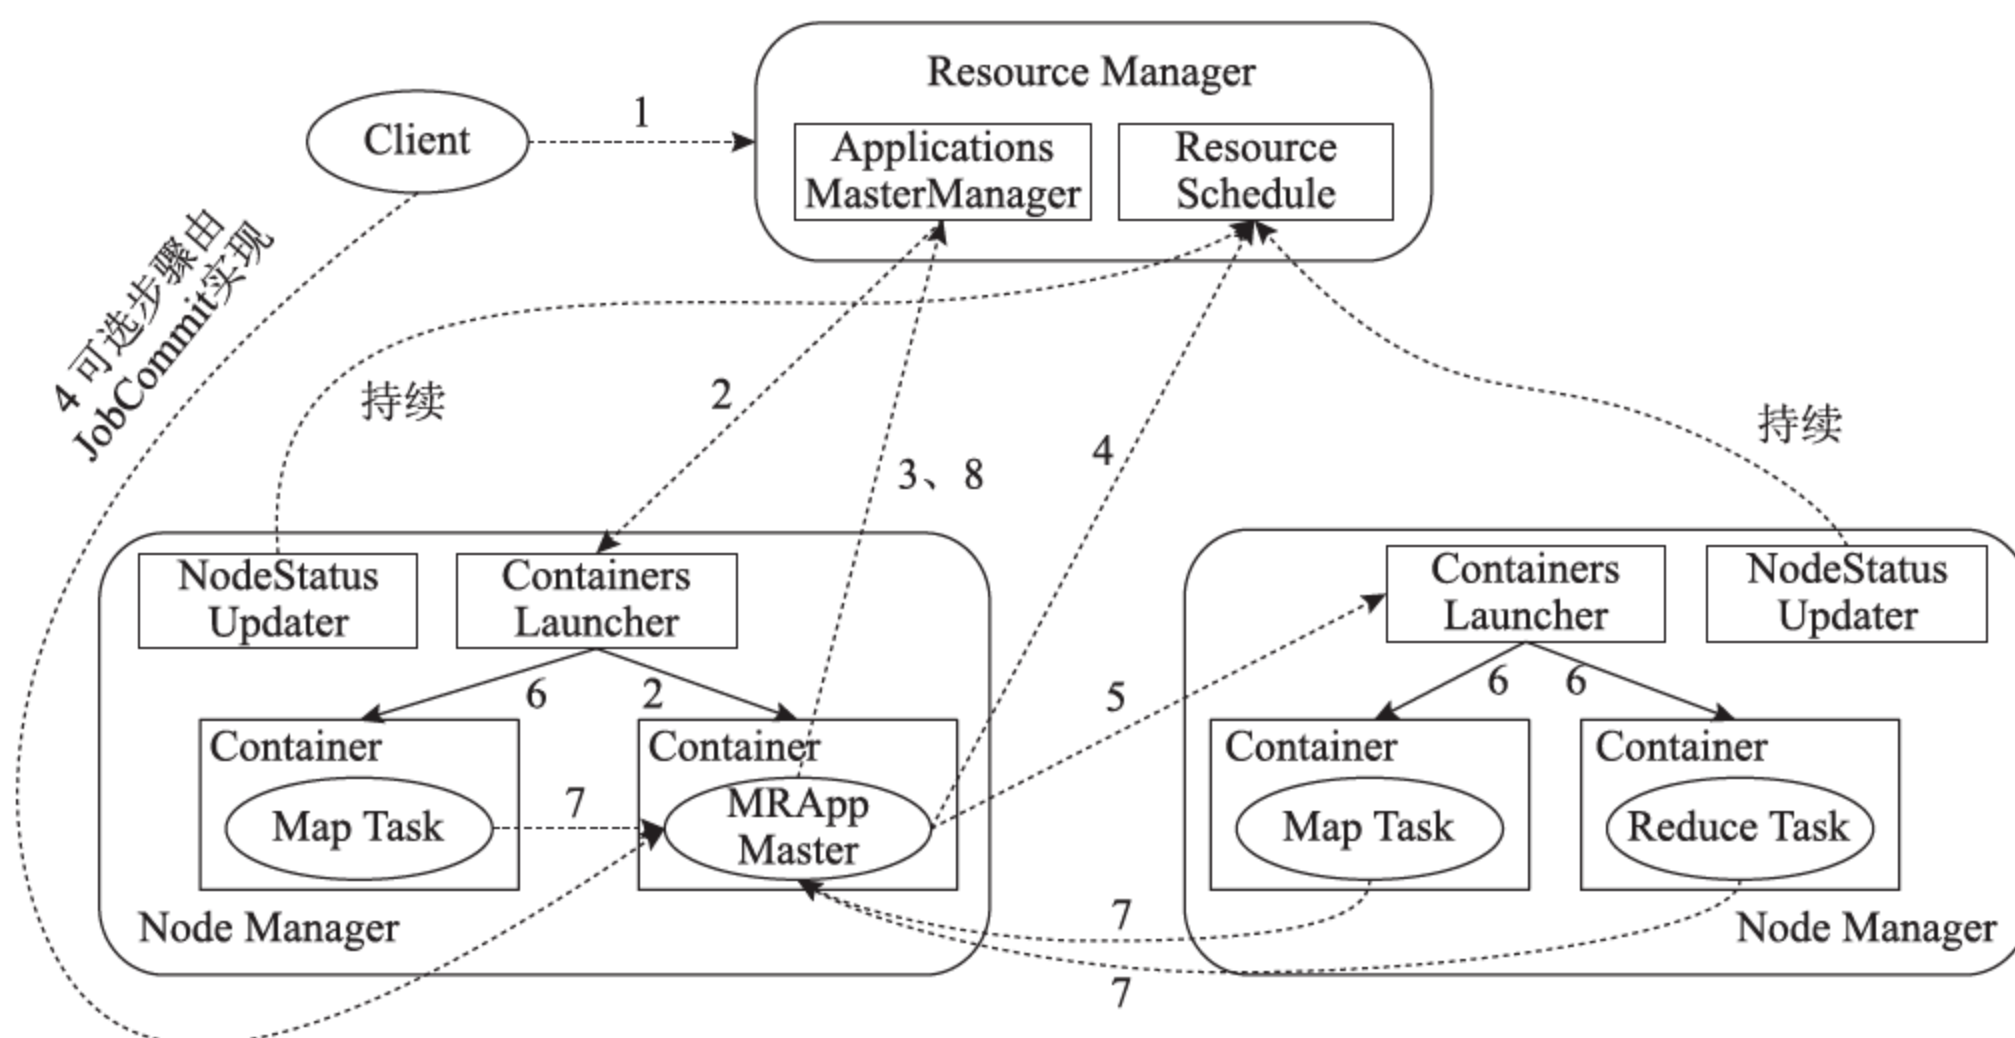 Resource Manager
Client
1
Applications
MasterManager
Resource
Schedule
4 可选步骤由
JobCommit实现
持续
2
3、8
4
持续
NodeStatus
Updater
Containers
Launcher
Containers
Launcher
NodeStatus
Updater
6
2
5
6
6
Container
Map Task
7
Container
MRApp
Master
Container
Map Task
Container
Reduce Task
Node Manager
7
7
Node Manager